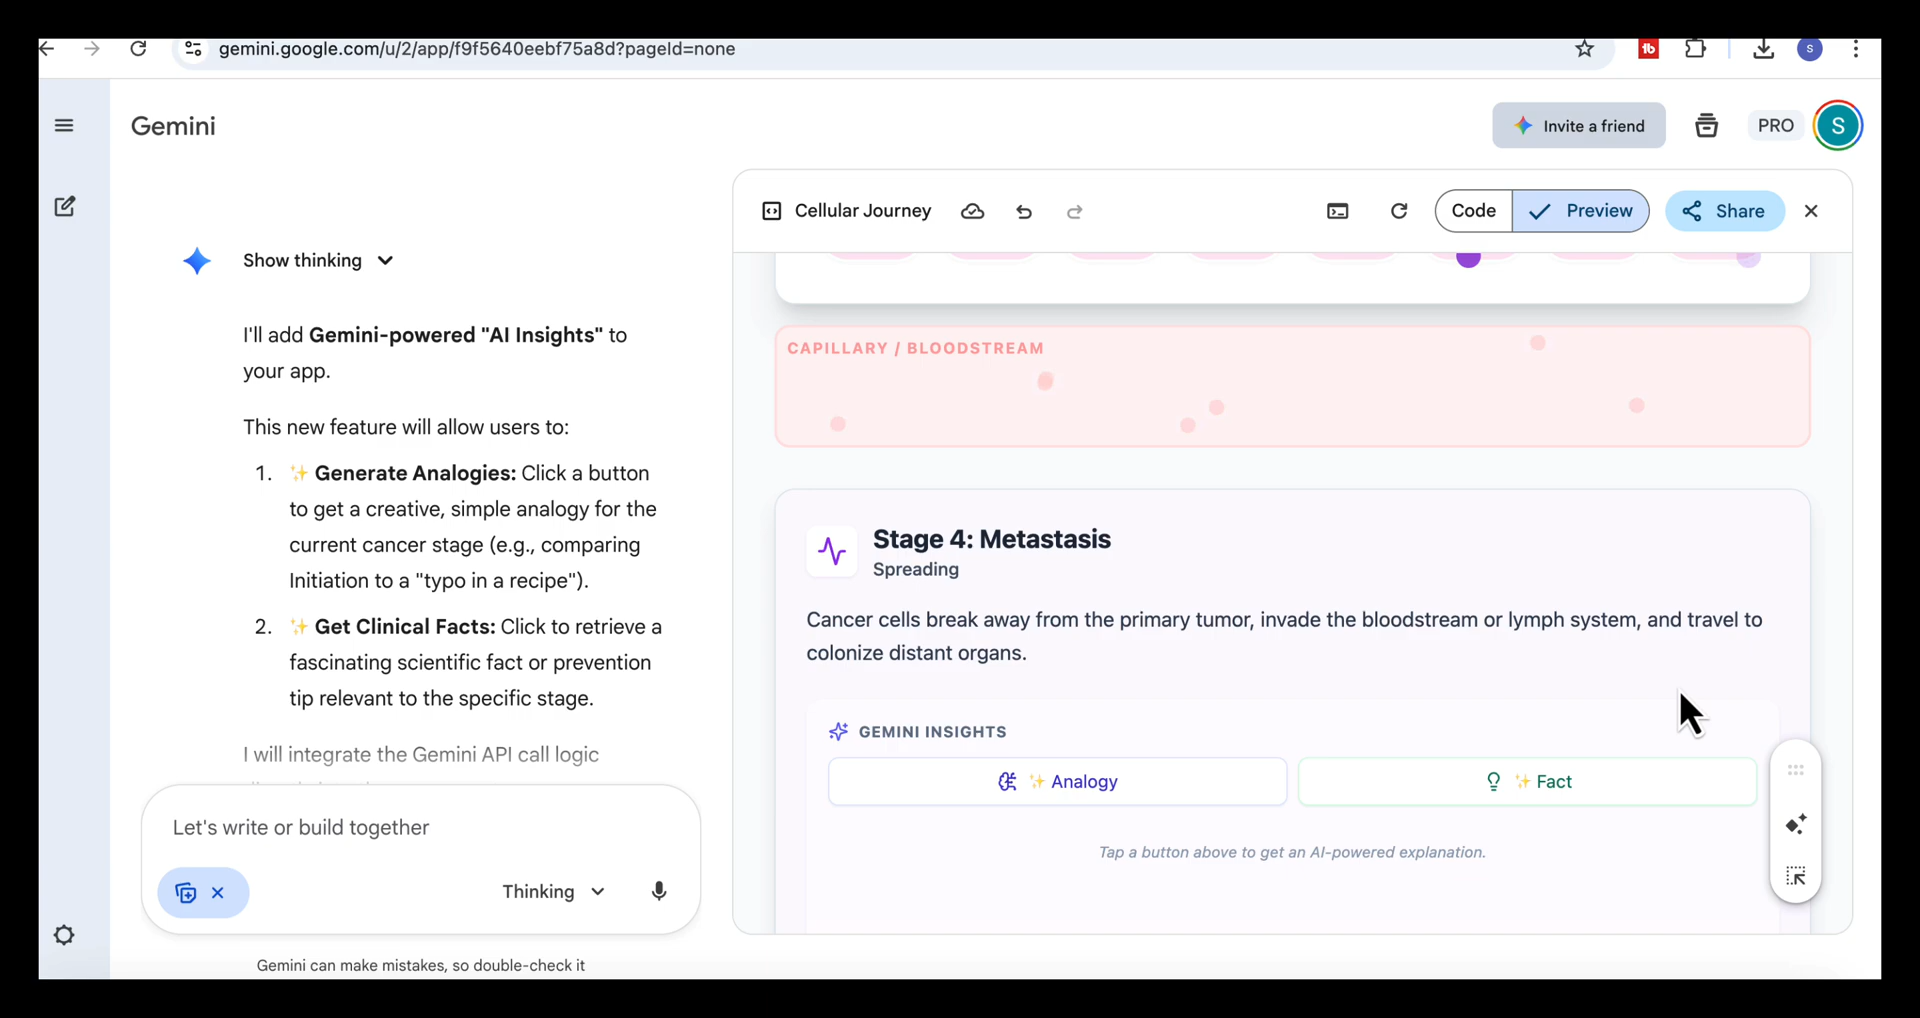 gemini.google.com/u/2/app/f9f5640eebf75a8d?pageId=none
Gemini
Invite a friend
PRO
S
Show thinking
I'll add Gemini-powered "AI Insights" to
your app.
This new feature will allow users to:
1. ✨ Generate Analogies: Click a button
to get a creative, simple analogy for the
current cancer stage (e.g., comparing
Initiation to a "typo in a recipe").
2. ✨ Get Clinical Facts: Click to retrieve a
fascinating scientific fact or prevention
tip relevant to the specific stage.
I will integrate the Gemini API call logic
Let's write or build together
Thinking
Gemini can make mistakes, so double-check it
Cellular Journey
Code
Preview
Share
CAPILLARY / BLOODSTREAM
Stage 4: Metastasis
Spreading
Cancer cells break away from the primary tumor, invade the bloodstream or lymph system, and travel to
colonize distant organs.
GEMINI INSIGHTS
✨ Analogy
✨ Fact
Tap a button above to get an AI-powered explanation.